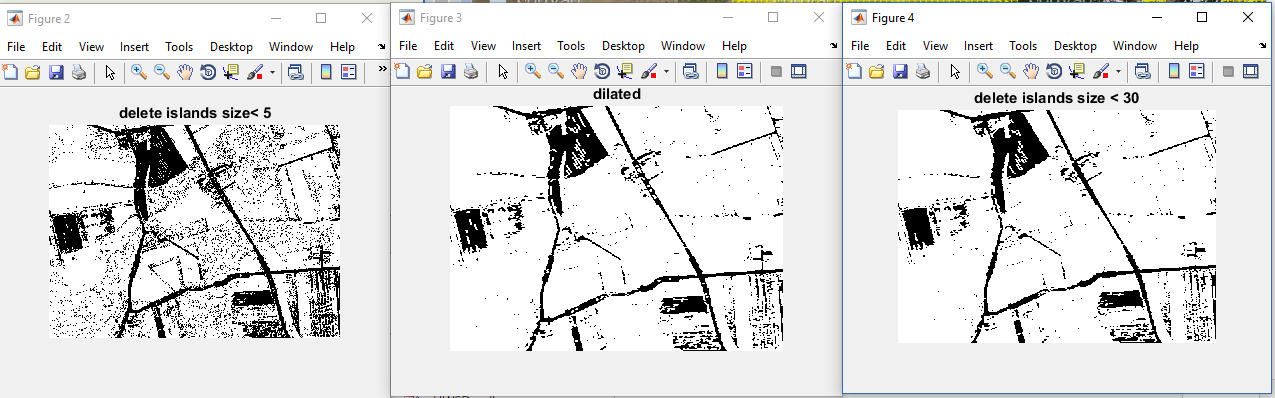 Figure 2
File Edit View Insert Tools Desktop Window Help
delete islands size< 5
Figure 3
File Edit View Insert Tools Desktop Window Help
dilated
Figure 4
File Edit View Insert Tools Desktop Window Help
delete islands size < 30